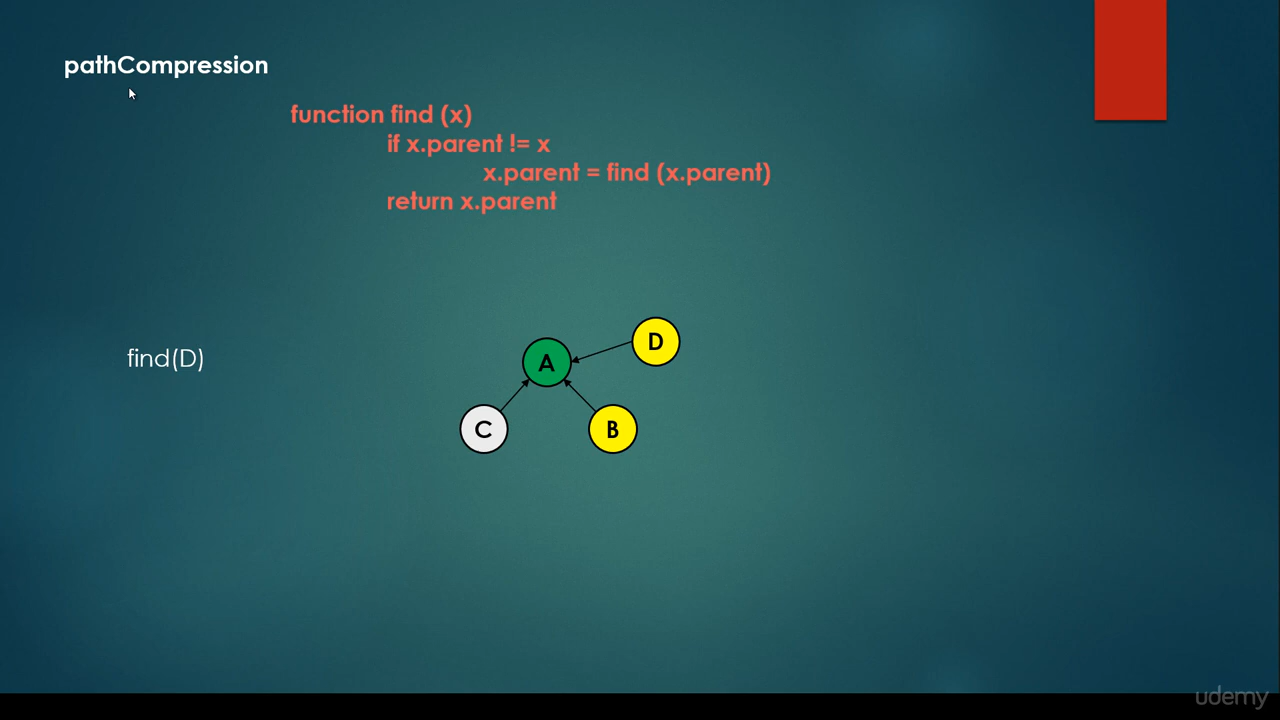 pathCompression
function find (x)
if x.parent != x
x.parent = find (x.parent)
return x.parent
find(D)
D
A
C
B
udemy